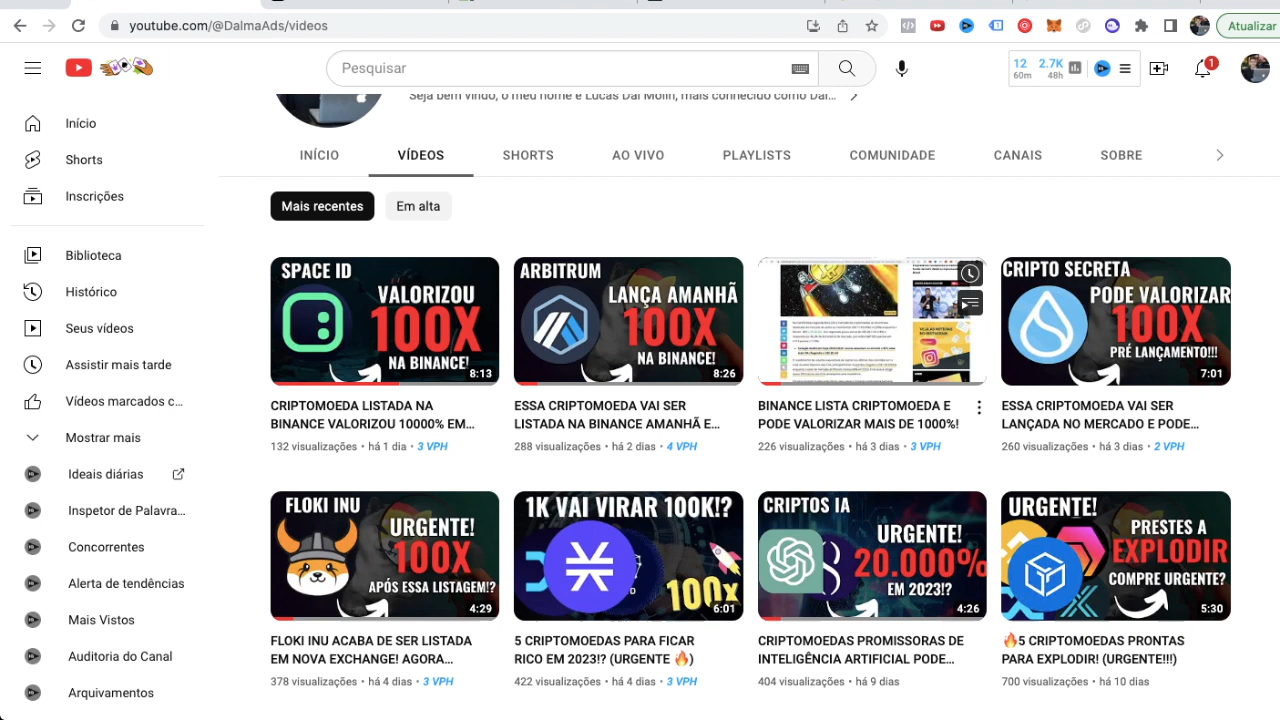 youtube.com/@DalmaAds/videos
Atualizar
Pesquisar
12 2.7K
60m 48h
1
Seja bem vindo, o meu nome é Lucas Dal Molin, mais conhecido como Dal...
INÍCIO VÍDEOS SHORTS AO VIVO PLAYLISTS COMUNIDADE CANAIS SOBRE
Mais recentes Em alta
Início
Shorts
Inscrições
Biblioteca
Histórico
Seus vídeos
Assistir mais tarde
Vídeos marcados c...
Mostrar mais
Ideais diárias
Inspetor de Palavra...
Concorrentes
Alerta de tendências
Mais Vistos
Auditoria do Canal
Arquivamentos
SPACE ID
VALORIZOU
100X
NA BINANCE!
8:13
CRIPTOMOEDA LISTADA NA
BINANCE VALORIZOU 10000% EM...
132 visualizações • há 1 dia • 3 VPH
ARBITRUM
LANÇA AMANHÃ
100X
NA BINANCE!
8:26
ESSA CRIPTOMOEDA VAI SER
LISTADA NA BINANCE AMANHÃ E...
288 visualizações • há 2 dias • 4 VPH
BINANCE LISTA CRIPTOMOEDA E
PODE VALORIZAR MAIS DE 1000%!
226 visualizações • há 3 dias • 3 VPH
CRIPTO SECRETA
PODE VALORIZAR
100X
PRÉ LANÇAMENTO!!!
7:01
ESSA CRIPTOMOEDA VAI SER
LANÇADA NO MERCADO E PODE...
260 visualizações • há 3 dias • 2 VPH
FLOKI INU
URGENTE!
100X
APÓS ESSA LISTAGEM!?
4:29
FLOKI INU ACABA DE SER LISTADA
EM NOVA EXCHANGE! AGORA...
378 visualizações • há 4 dias • 3 VPH
1K VAI VIRAR 100K!?
100x
6:01
5 CRIPTOMOEDAS PARA FICAR
RICO EM 2023!? (URGENTE 🔥)
422 visualizações • há 4 dias • 3 VPH
CRIPTOS IA
URGENTE!
20.000%
EM 2023!?
4:26
CRIPTOMOEDAS PROMISSORAS DE
INTELIGÊNCIA ARTIFICIAL PODE...
404 visualizações • há 9 dias
URGENTE!
PRESTES A
EXPLODIR
COMPRE URGENTE?
5:30
🔥5 CRIPTOMOEDAS PRONTAS
PARA EXPLODIR! (URGENTE!!!)
700 visualizações • há 10 dias